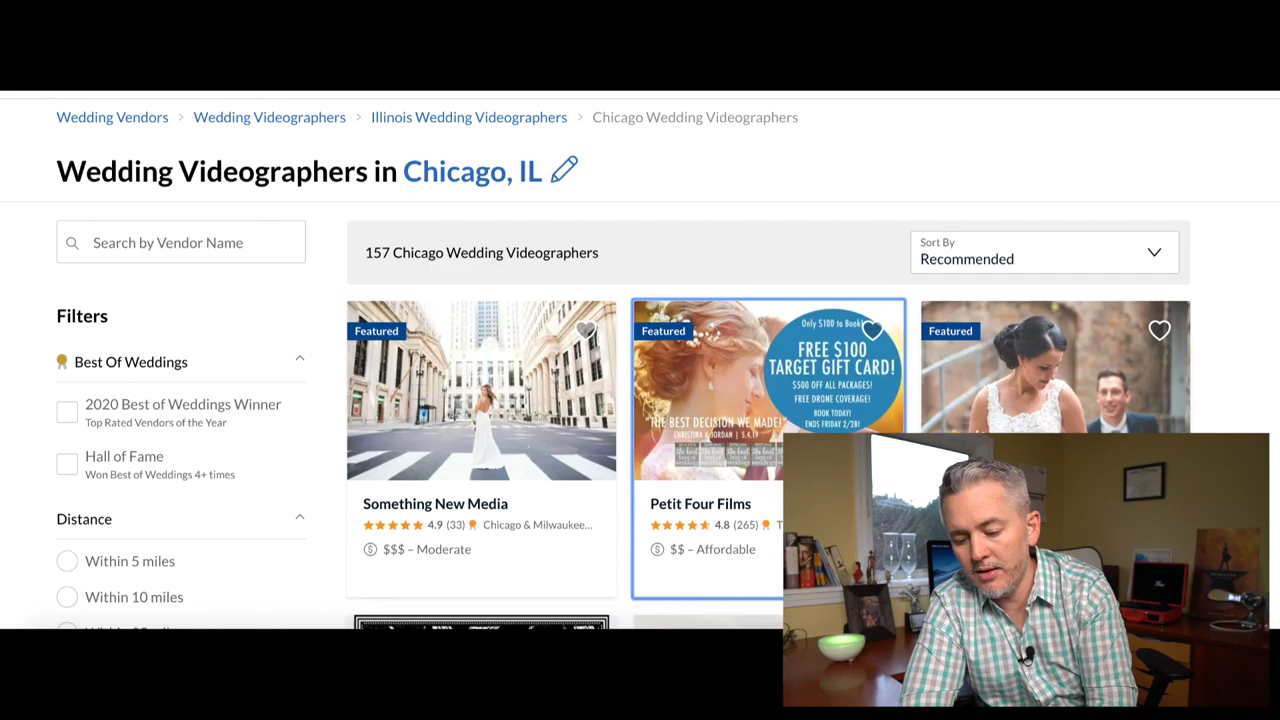 Wedding Vendors > Wedding Videographers > Illinois Wedding Videographers > Chicago Wedding Videographers
Wedding Videographers in Chicago, IL
Search by Vendor Name
157 Chicago Wedding Videographers
Sort By
Recommended
Filters
Best Of Weddings
2020 Best of Weddings Winner
Top Rated Vendors of the Year
Hall of Fame
Won Best of Weddings 4+ times
Distance
Within 5 miles
Within 10 miles
Featured
Something New Media
4.9 (33) Chicago & Milwaukee...
$$$ – Moderate
Featured
Only $100 to Book!
FREE $100
TARGET GIFT CARD!
$500 OFF ALL PACKAGES!
FREE DRONE COVERAGE!
BOOK TODAY!
ENDS FRIDAY 2/28!
"THE BEST DECISION WE MADE!"
CHRISTINA & JORDAN | 5.4.19
Petit Four Films
4.8 (265) T
$$ – Affordable
Featured